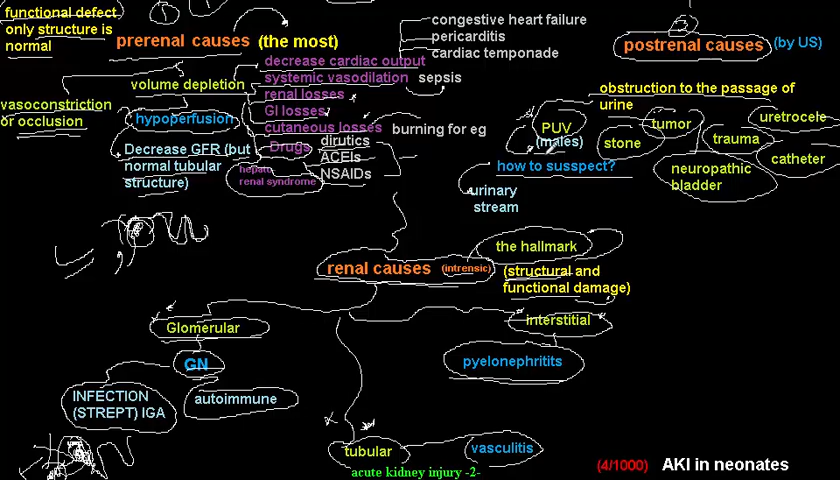 functional defect
only structure is
normal
prerenal causes (the most)
volume depletion
vasoconstriction
or occlusion
hypoperfusion
Decrease GFR (but
normal tubular
structure)
decrease cardiac output
systemic vasodilation
renal losses
GI losses
cutaneous losses
Drugs
hepato
renal syndrome
congestive heart failure
pericarditis
cardiac temponade
sepsis
burning for eg
dirutics
ACEIs
NSAIDs
postrenal causes (by US)
obstruction to the passage of
urine
PUV
(males)
stone
tumor
uretrocele
trauma
catheter
neuropathic
bladder
how to susspect?
urinary
stream
renal causes (intrensic)
the hallmark
(structural and
functional damage)
Glomerular
GN
INFECTION
(STREPT) IGA
autoimmune
interstitial
pyelonephritits
tubular
vasculitis
acute kidney injury -2-
(4/1000) AKI in neonates